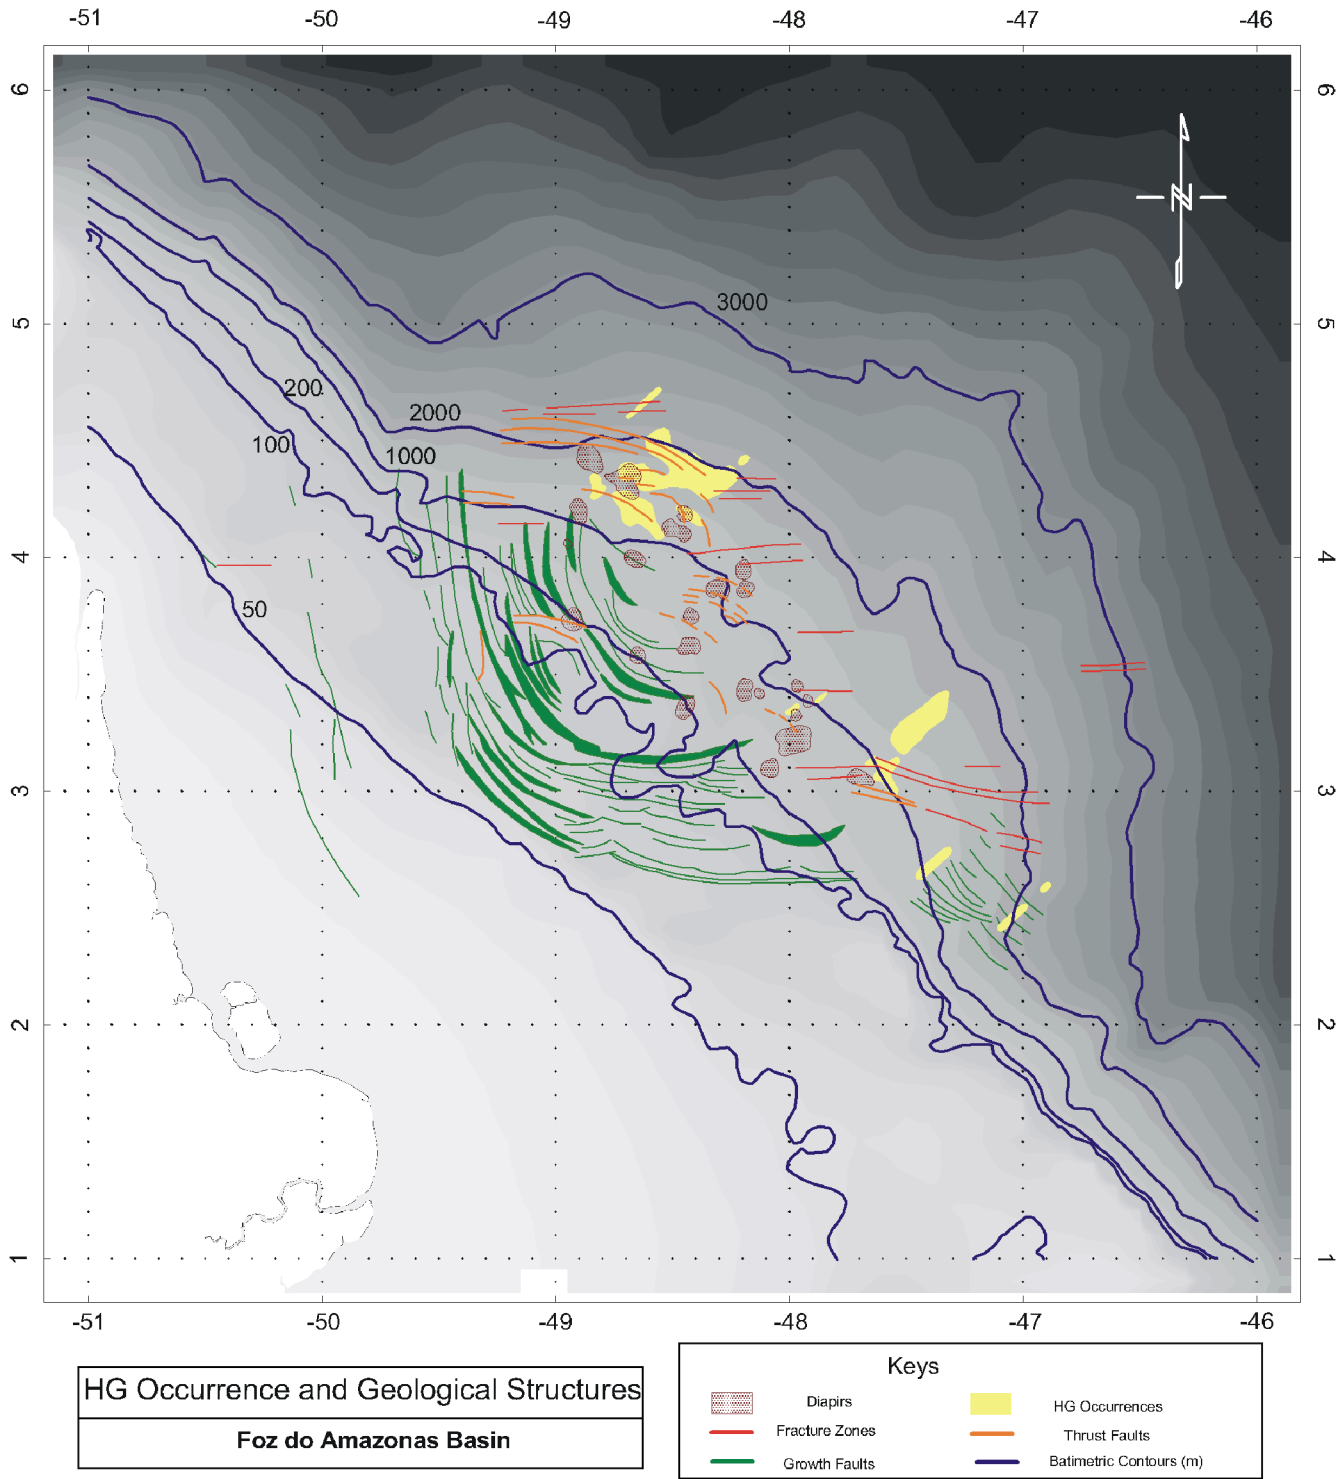 -51 -50 -49 -48 -47 -46
6 6
N
5 5
3000
200
2000
100
1000
4 4
50
3 3
2 2
1 1
-51 -50 -49 -48 -47 -46
HG Occurrence and Geological Structures
Foz do Amazonas Basin
Keys
Diapirs
HG Occurrences
Fracture Zones
Thrust Faults
Growth Faults
Batimetric Contours (m)